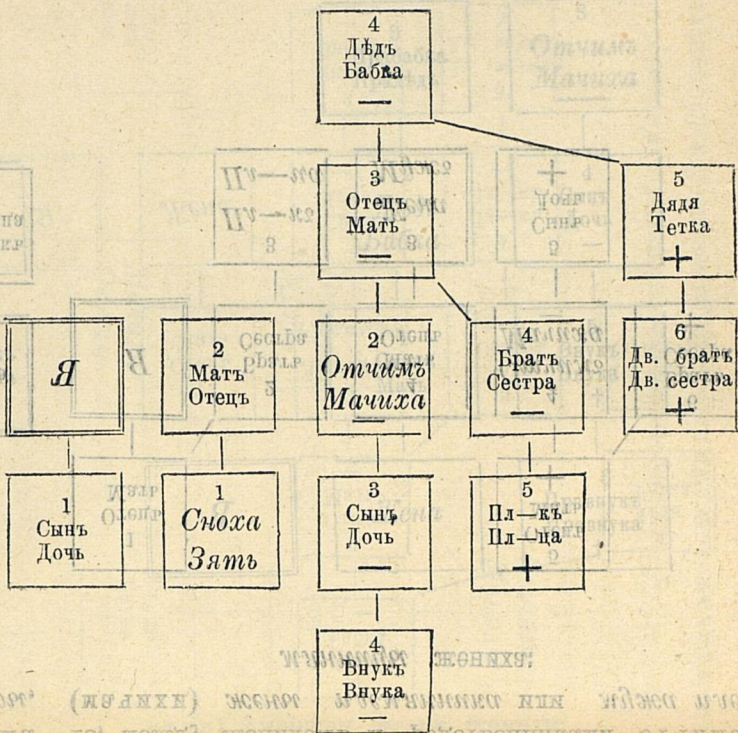 4
Дѣдъ
Бабка
—
3
Отецъ
Мать
—
5
Дядя
Тетка
+
Я
2
Мать
Отецъ
2
Отчимъ
Мачиха
—
4
Братъ
Сестра
—
6
Дв. братъ
Дв. сестра
+
1
Сынъ
Дочь
1
Сноха
Зять
3
Сынъ
Дочь
—
5
Пл—къ
Пл—ца
+
4
Внукъ
Внука
—